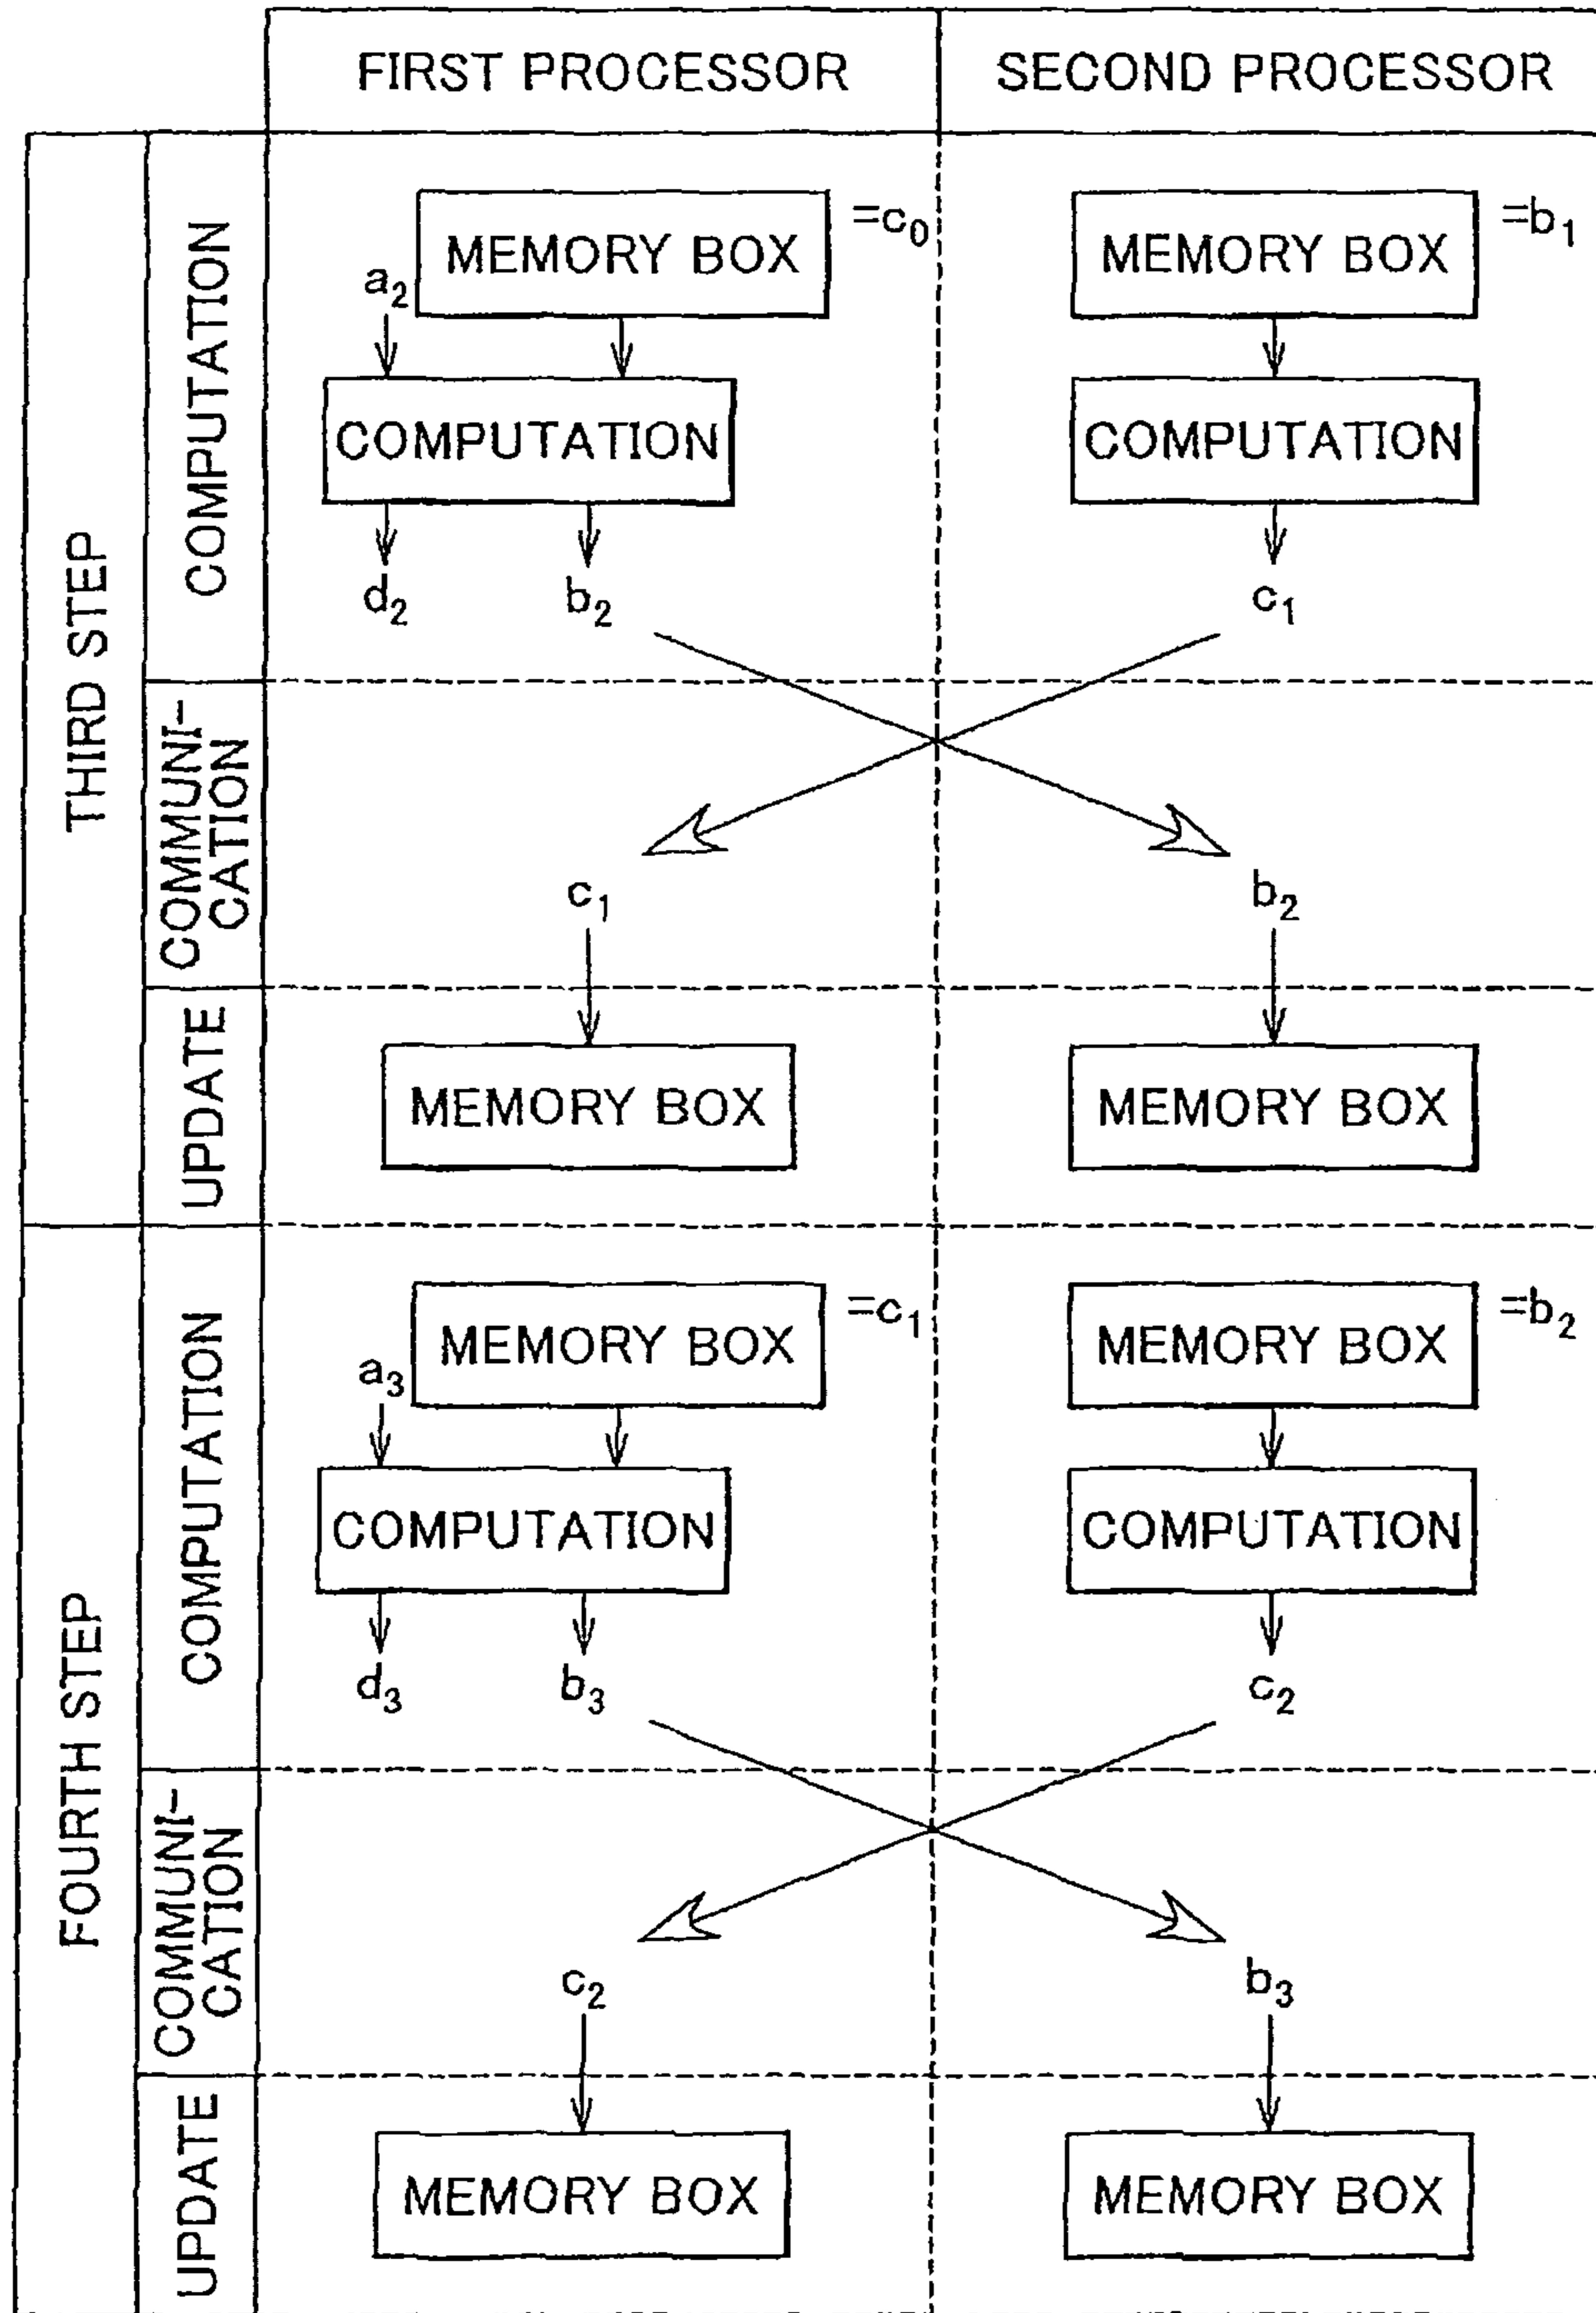 FIRST PROCESSOR
SECOND PROCESSOR
THIRD STEP
COMPUTATION
MEMORY BOX
=c₀
MEMORY BOX
=b₁
a₂
COMPUTATION
COMPUTATION
d₂
b₂
c₁
COMMUNI-
CATION
c₁
b₂
UPDATE
MEMORY BOX
MEMORY BOX
FOURTH STEP
COMPUTATION
MEMORY BOX
=c₁
MEMORY BOX
=b₂
a₃
COMPUTATION
COMPUTATION
d₃
b₃
c₂
COMMUNI-
CATION
c₂
b₃
UPDATE
MEMORY BOX
MEMORY BOX